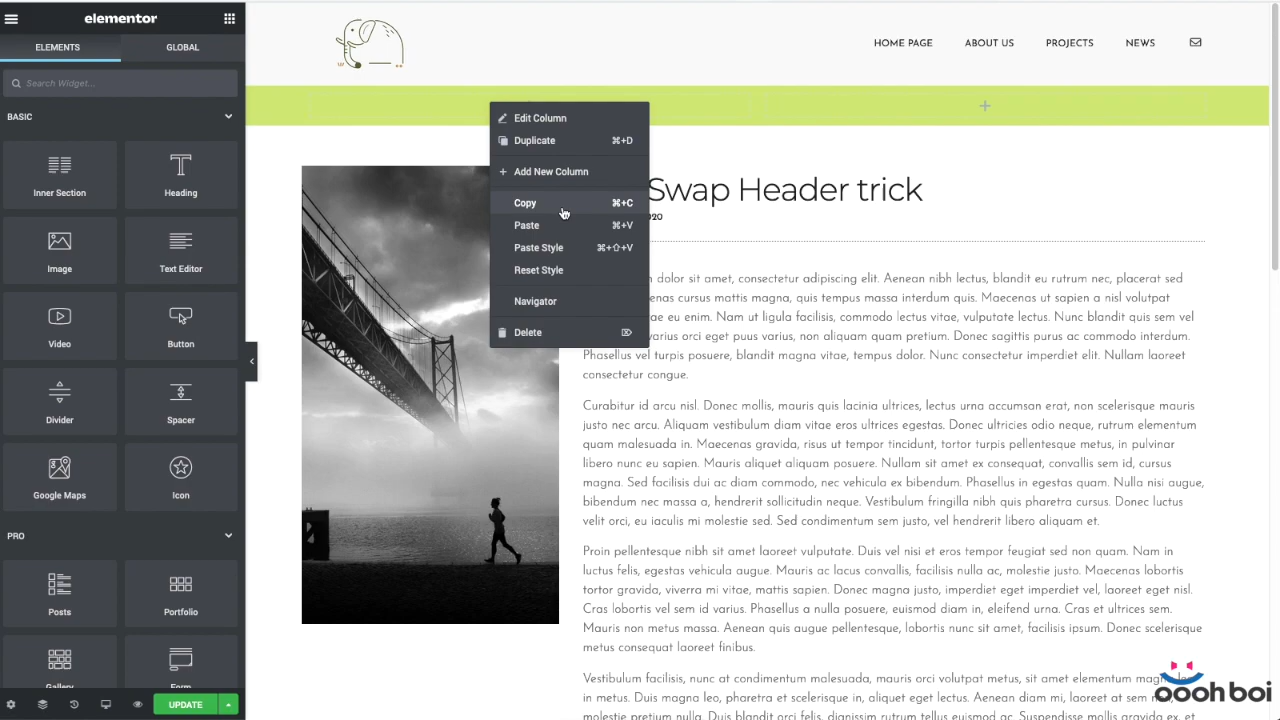 elementor
ELEMENTS
GLOBAL
Search Widget...
BASIC
Inner Section
Heading
Image
Text Editor
Video
Button
Divider
Spacer
Google Maps
Icon
PRO
Posts
Portfolio
Gallery
Form
UPDATE
HOME PAGE
ABOUT US
PROJECTS
NEWS
Edit Column
Duplicate ⌘+D
Add New Column
Copy ⌘+C
Paste ⌘+V
Paste Style ⌘+⇧+V
Reset Style
Navigator
Delete
Swap Header trick
dolor sit amet, consectetur adipiscing elit. Aenean nibh lectus, blandit eu rutrum nec, placerat sed
enas cursus mattis magna, quis tempus massa interdum quis. Maecenas ut sapien a nisl volutpat
ae eu enim. Nam ut ligula facilisis, commodo lectus vitae, vulputate lectus. Nunc blandit sem vel
varius orci eget puus varius, non aliquam quam pretium. Donec sagittis purus ac commodo interdum.
Phasellus vel turpis posuere, blandit magna vitae, tempus dolor. Nunc consectetur imperdiet elit. Nullam laoreet
consectetur congue.
Curabitur id arcu nisl. Donec mollis, mauris quis lacinia ultrices, lectus urna accumsan erat, non scelerisque mauris
justo nec arcu. Aliquam vestibulum diam vitae eros ultrices egestas. Donec ultricies odio neque, rutrum elementum
quam malesuada in. Maecenas gravida, risus ut tempor tincidunt, tortor turpis pellentesque metus, in pulvinar
libero nunc eu sapien. Mauris aliquet aliquam posuere. Nullam sit amet ex consequat, convallis sem id, cursus
magna. Sed facilisis dui ac diam commodo, nec vehicula ex bibendum. Phasellus in egestas quam. Nulla nisi augue,
bibendum nec massa a, hendrerit sollicitudin neque. Vestibulum fringilla nibh quis pharetra cursus. Donec luctus
velit orci, eu iaculis mi molestie sed. Sed condimentum sem justo, vel hendrerit libero aliquam et.
Proin pellentesque nibh sit amet laoreet vulputate. Duis vel nisi et eros tempor feugiat sed non quam. Nam in
luctus felis, egestas vehicula augue. Mauris ac lacus convallis, facilisis nulla ac, molestie justo. Maecenas lobortis
tortor gravida, viverra mi vitae, mattis sapien. Donec magna justo, imperdiet eget imperdiet vel, laoreet eget nisl.
Cras lobortis vel sem id varius. Phasellus a nulla posuere, euismod diam in, eleifend urna. Cras et ultrices sem.
Mauris non metus massa. Aenean quis augue pellentesque, lobortis nunc sit amet, facilisis ipsum. Donec scelerisque
metus consequat laoreet finibus.
Vestibulum facilisis, nunc at condimentum malesuada, mauris orci volutpat metus, sit amet elementum
in metus. Duis magna leo, pharetra et scelerisque in, aliquet eget lectus. Aenean diam mi, laoreet at sem
mattis pretium nulla. Vivamus
oooh boi